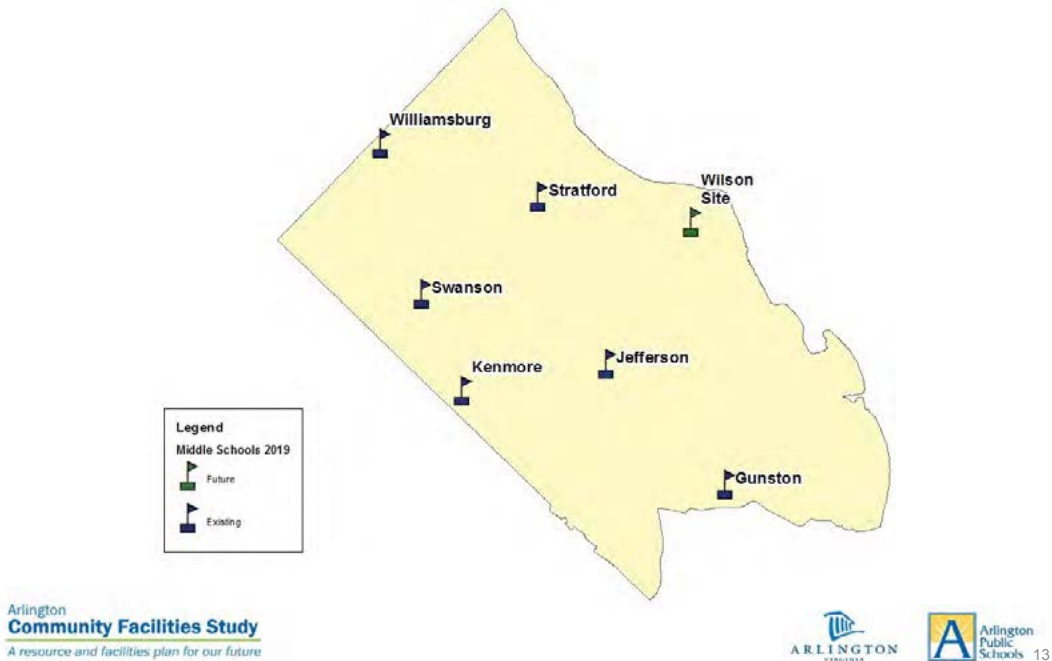 Williamsburg
Stratford
Wilson
Site
Swanson
Jefferson
Kenmore
Gunston
Legend
Middle Schools 2019
Future
Existing
Arlington
Community Facilities Study
A resource and facilities plan for our future
ARLINGTON
VIRGINIA
A
Arlington
Public
Schools
13